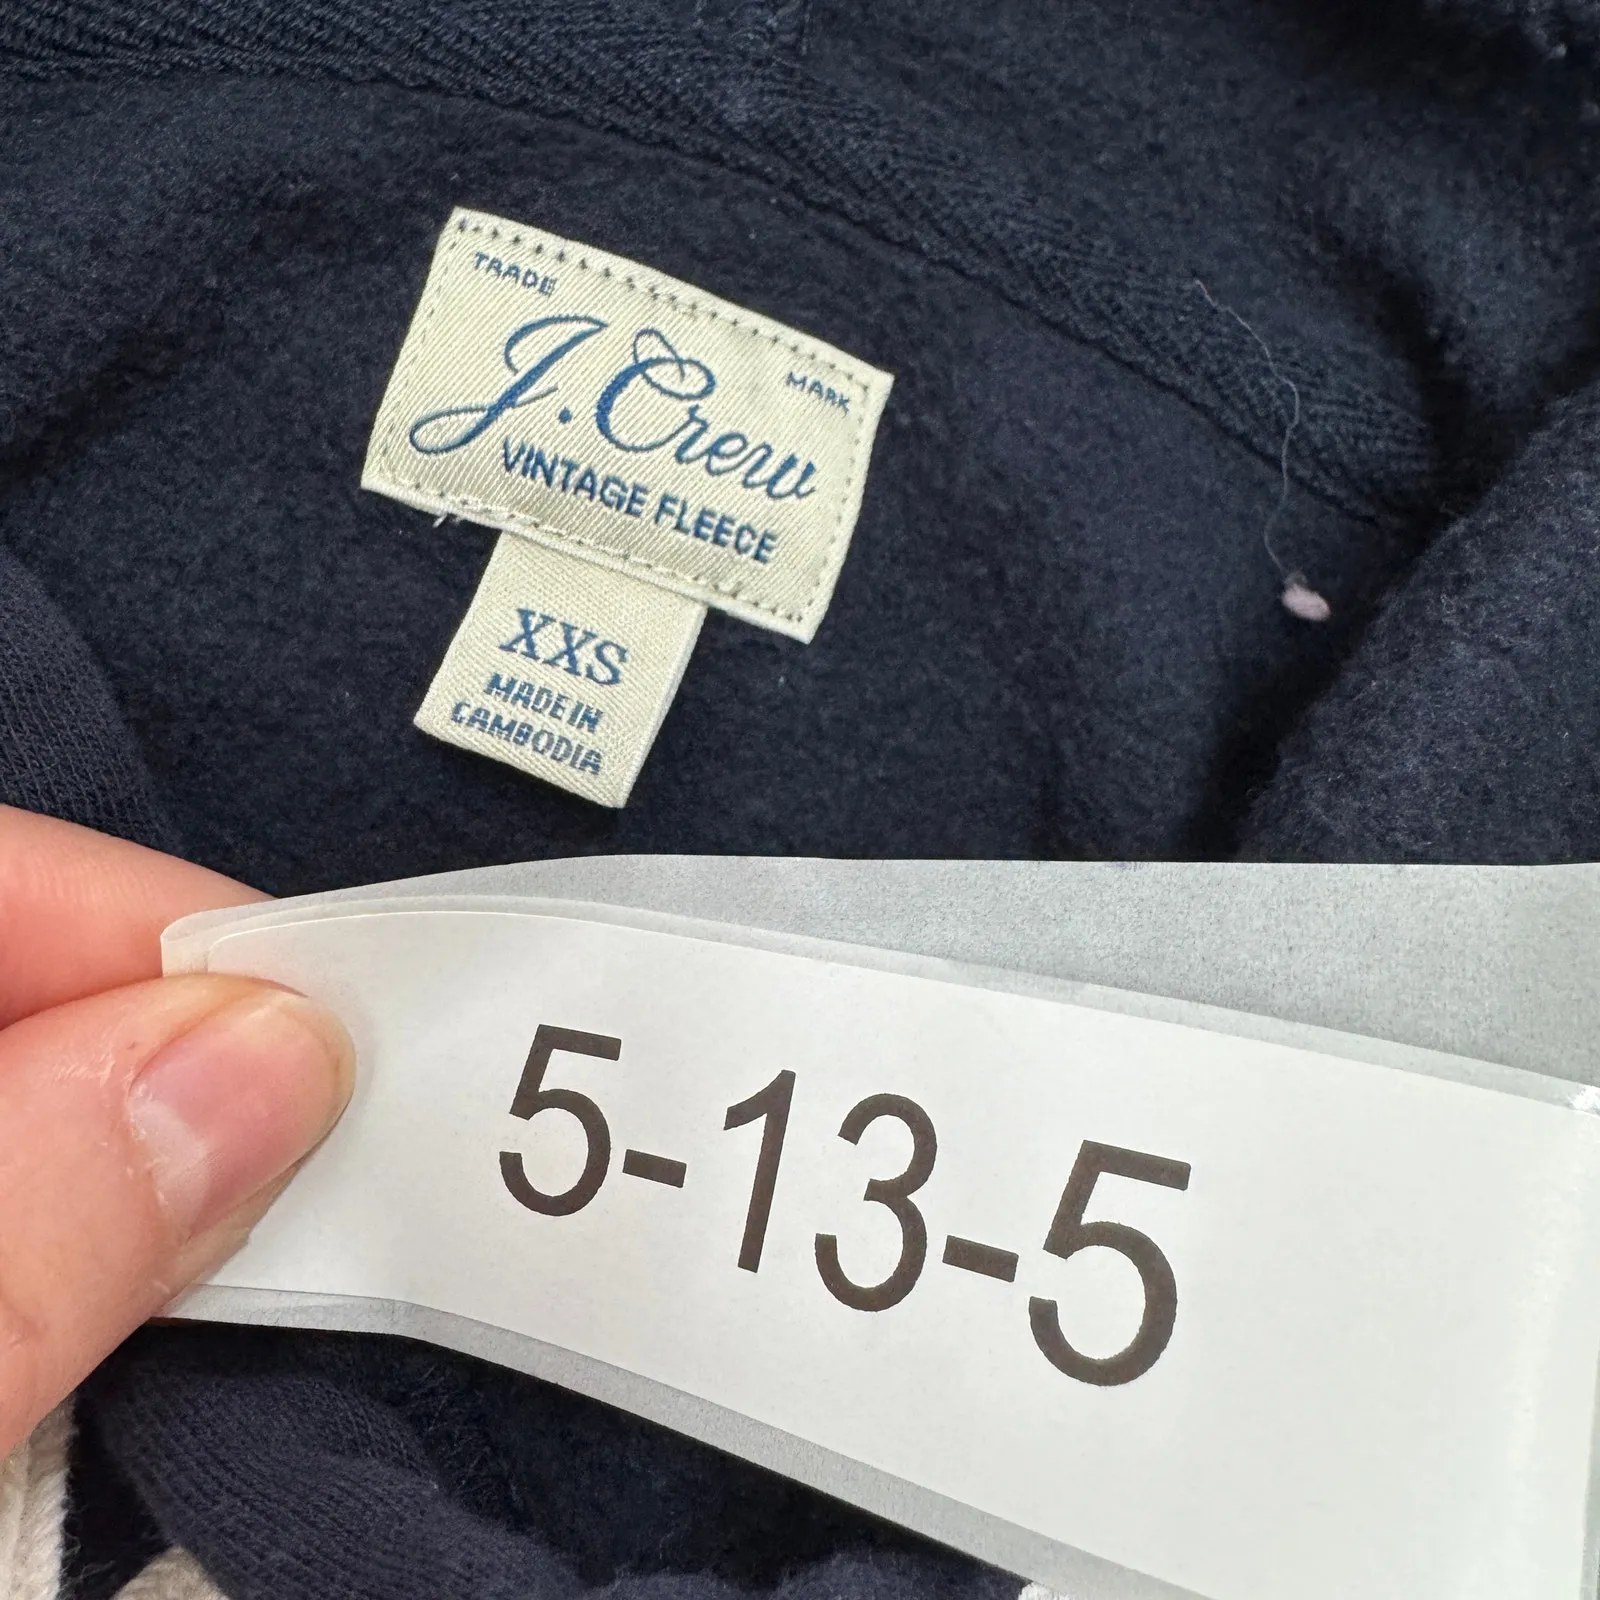 TRADE
MARK
J.Crew
VINTAGE FLEECE
XXS
MADE IN
CAMBODIA
5-13-5